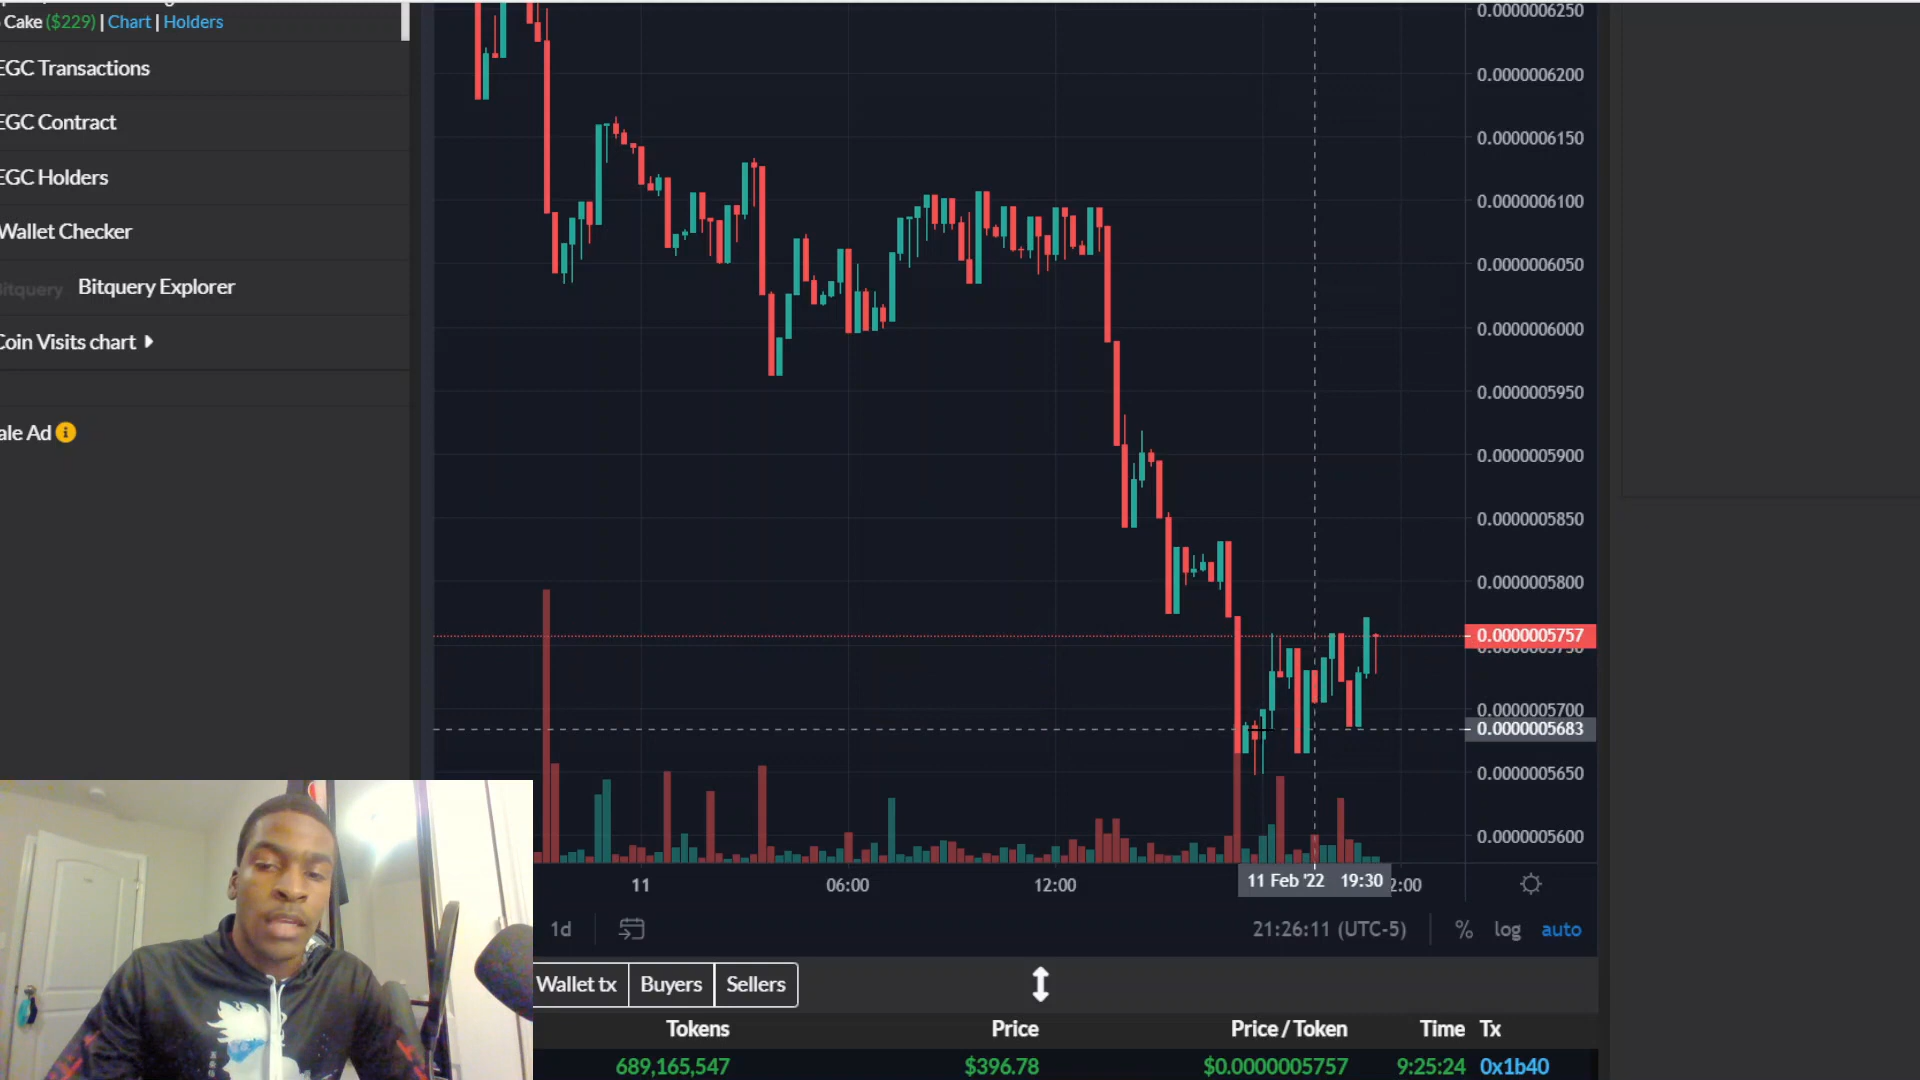 Cake ($229) | Chart | Holders
EGC Transactions
EGC Contract
EGC Holders
Wallet Checker
Bitquery Bitquery Explorer
Coin Visits chart
ale Ad
0.0000006250
0.0000006200
0.0000006150
0.0000006100
0.0000006050
0.0000006000
0.0000005950
0.0000005900
0.0000005850
0.0000005800
0.0000005757
0.0000005750
0.0000005700
0.0000005683
0.0000005650
0.0000005600
11 06:00 12:00 11 Feb '22 19:30 2:00
1d 21:26:11 (UTC-5) % log auto
Wallet tx Buyers Sellers
Tokens Price Price / Token Time Tx
689,165,547 $396.78 $0.0000005757 9:25:24 0x1b40